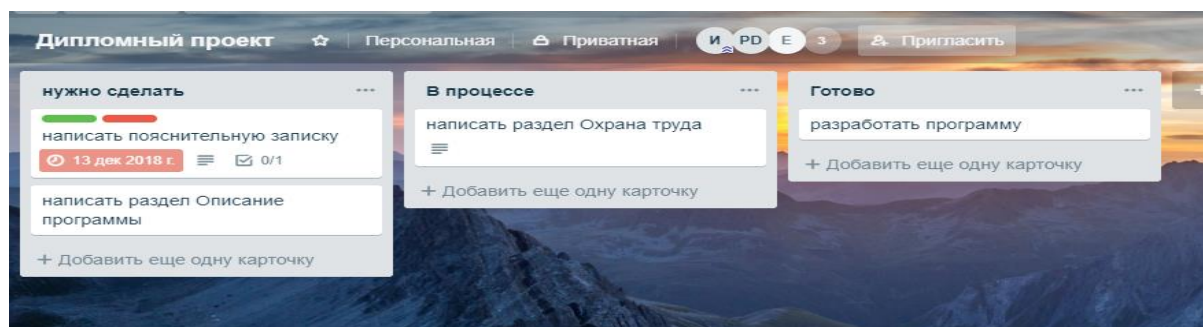 Дипломный проект Персональная Приватная И PD E 3 Пригласить
нужно сделать
написать пояснительную записку
13 дек 2018 г. 0/1
написать раздел Описание
программы
+ Добавить еще одну карточку
В процессе
написать раздел Охрана труда
+ Добавить еще одну карточку
Готово
разработать программу
+ Добавить еще одну карточку